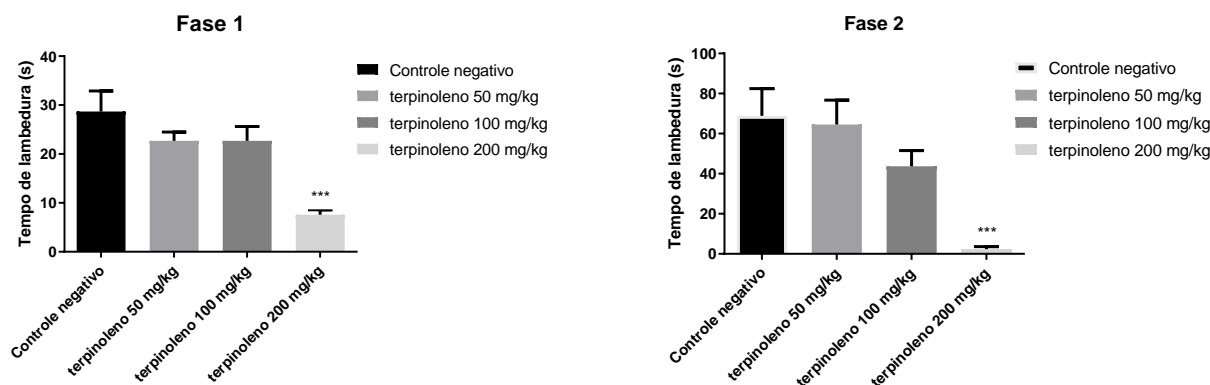 Fase 1
Tempo de lambedura (s)
40
30
20
10
0
***
Controle negativo
terpinoleno 50 mg/kg
terpinoleno 100 mg/kg
terpinoleno 200 mg/kg
Controle negativo
terpinoleno 50 mg/kg
terpinoleno 100 mg/kg
terpinoleno 200 mg/kg
Fase 2
Tempo de lambedura (s)
100
80
60
40
20
0
***
Controle negativo
terpinoleno 50 mg/kg
terpinoleno 100 mg/kg
terpinoleno 200 mg/kg
Controle negativo
terpinoleno 50 mg/kg
terpinoleno 100 mg/kg
terpinoleno 200 mg/kg